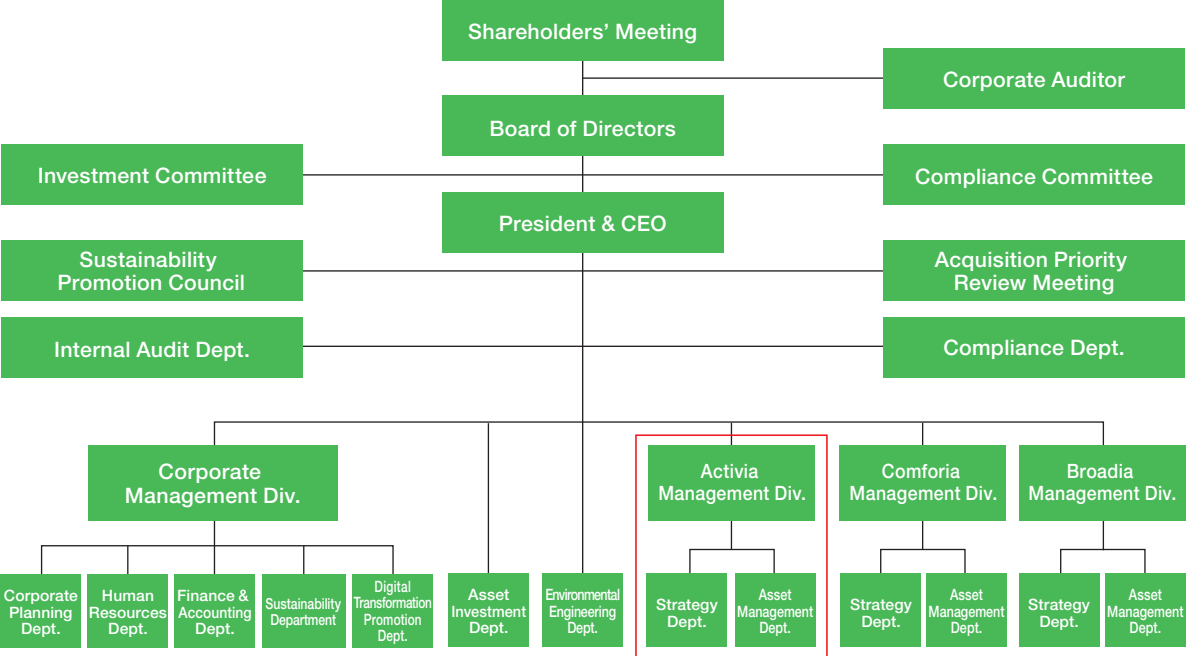 Shareholders’ Meeting
Corporate Auditor
Board of Directors
Investment Committee
Compliance Committee
President & CEO
Sustainability
Promotion Council
Acquisition Priority
Review Meeting
Internal Audit Dept.
Compliance Dept.
Corporate
Management Div.
Activia
Management Div.
Comforia
Management Div.
Broadia
Management Div.
Corporate
Planning
Dept.
Human
Resources
Dept.
Finance &
Accounting
Dept.
Sustainability
Department
Digital
Transformation
Promotion
Dept.
Asset
Investment
Dept.
Environmental
Engineering
Dept.
Strategy
Dept.
Asset
Management
Dept.
Strategy
Dept.
Asset
Management
Dept.
Strategy
Dept.
Asset
Management
Dept.